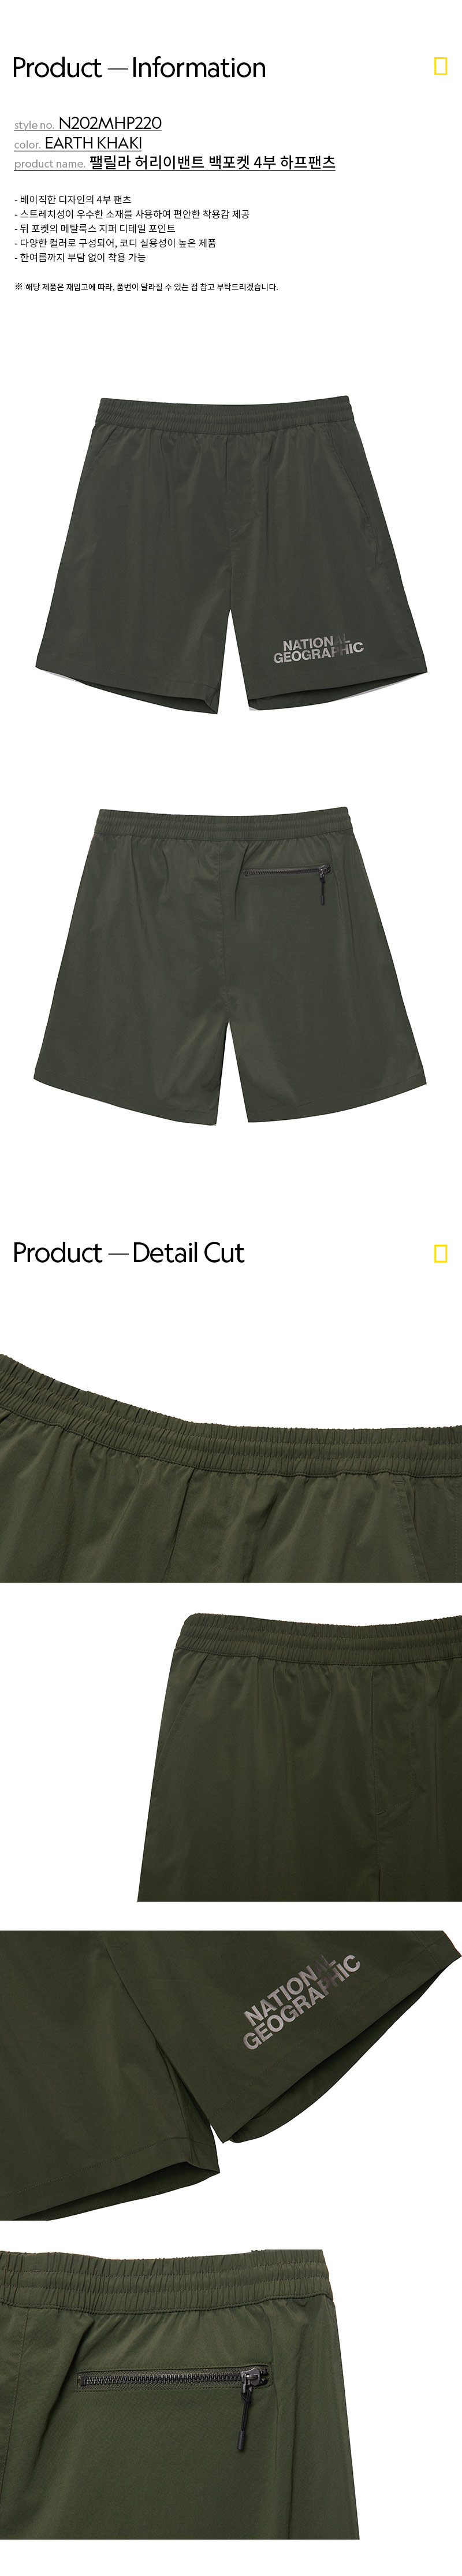 Product — Information
style no. N202MHP220
color. EARTH KHAKI
product name. 팰릴라 허리이밴트 백포켓 4부 하프팬츠
- 베이직한 디자인의 4부 팬츠
- 스트레치성이 우수한 소재를 사용하여 편안한 착용감 제공
- 뒤 포켓의 메탈룩스 지퍼 디테일 포인트
- 다양한 컬러로 구성되어, 코디 실용성이 높은 제품
- 한여름까지 부담 없이 착용 가능
※ 해당 제품은 재입고에 따라, 품번이 달라질 수 있는 점 참고 부탁드리겠습니다.
NATIONAL
GEOGRAPHIC
Product — Detail Cut
NATIONAL
GEOGRAPHIC